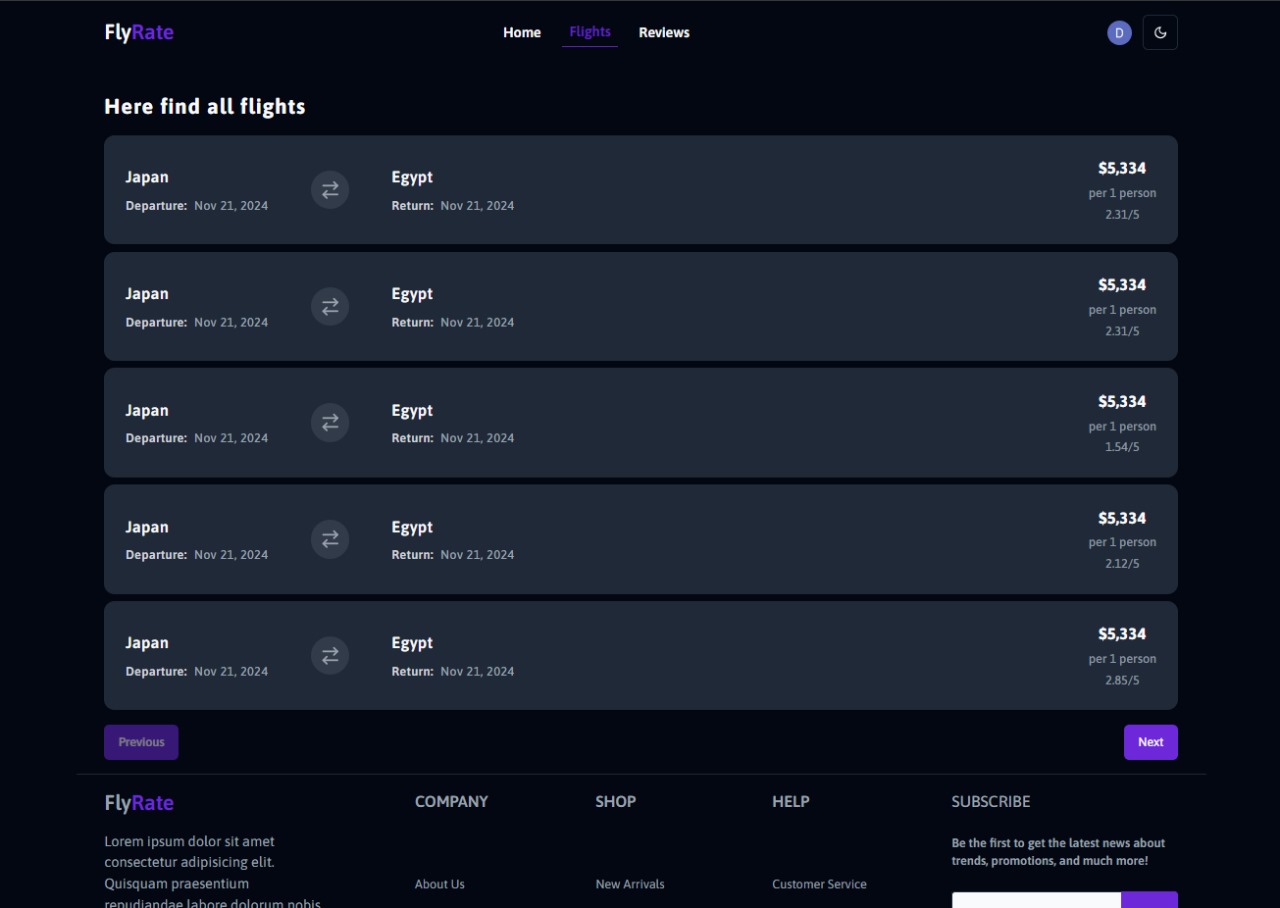 FlyRate
Home Flights Reviews
D
Here find all flights
Japan
Departure: Nov 21, 2024
Egypt
Return: Nov 21, 2024
$5,334
per 1 person
2.31/5
Japan
Departure: Nov 21, 2024
Egypt
Return: Nov 21, 2024
$5,334
per 1 person
2.31/5
Japan
Departure: Nov 21, 2024
Egypt
Return: Nov 21, 2024
$5,334
per 1 person
1.54/5
Japan
Departure: Nov 21, 2024
Egypt
Return: Nov 21, 2024
$5,334
per 1 person
2.12/5
Japan
Departure: Nov 21, 2024
Egypt
Return: Nov 21, 2024
$5,334
per 1 person
2.85/5
Previous
Next
FlyRate
Lorem ipsum dolor sit amet
consectetur adipisicing elit.
Quisquam praesentium
repudiandae labore dolorum nobis
COMPANY
About Us
SHOP
New Arrivals
HELP
Customer Service
SUBSCRIBE
Be the first to get the latest news about
trends, promotions, and much more!